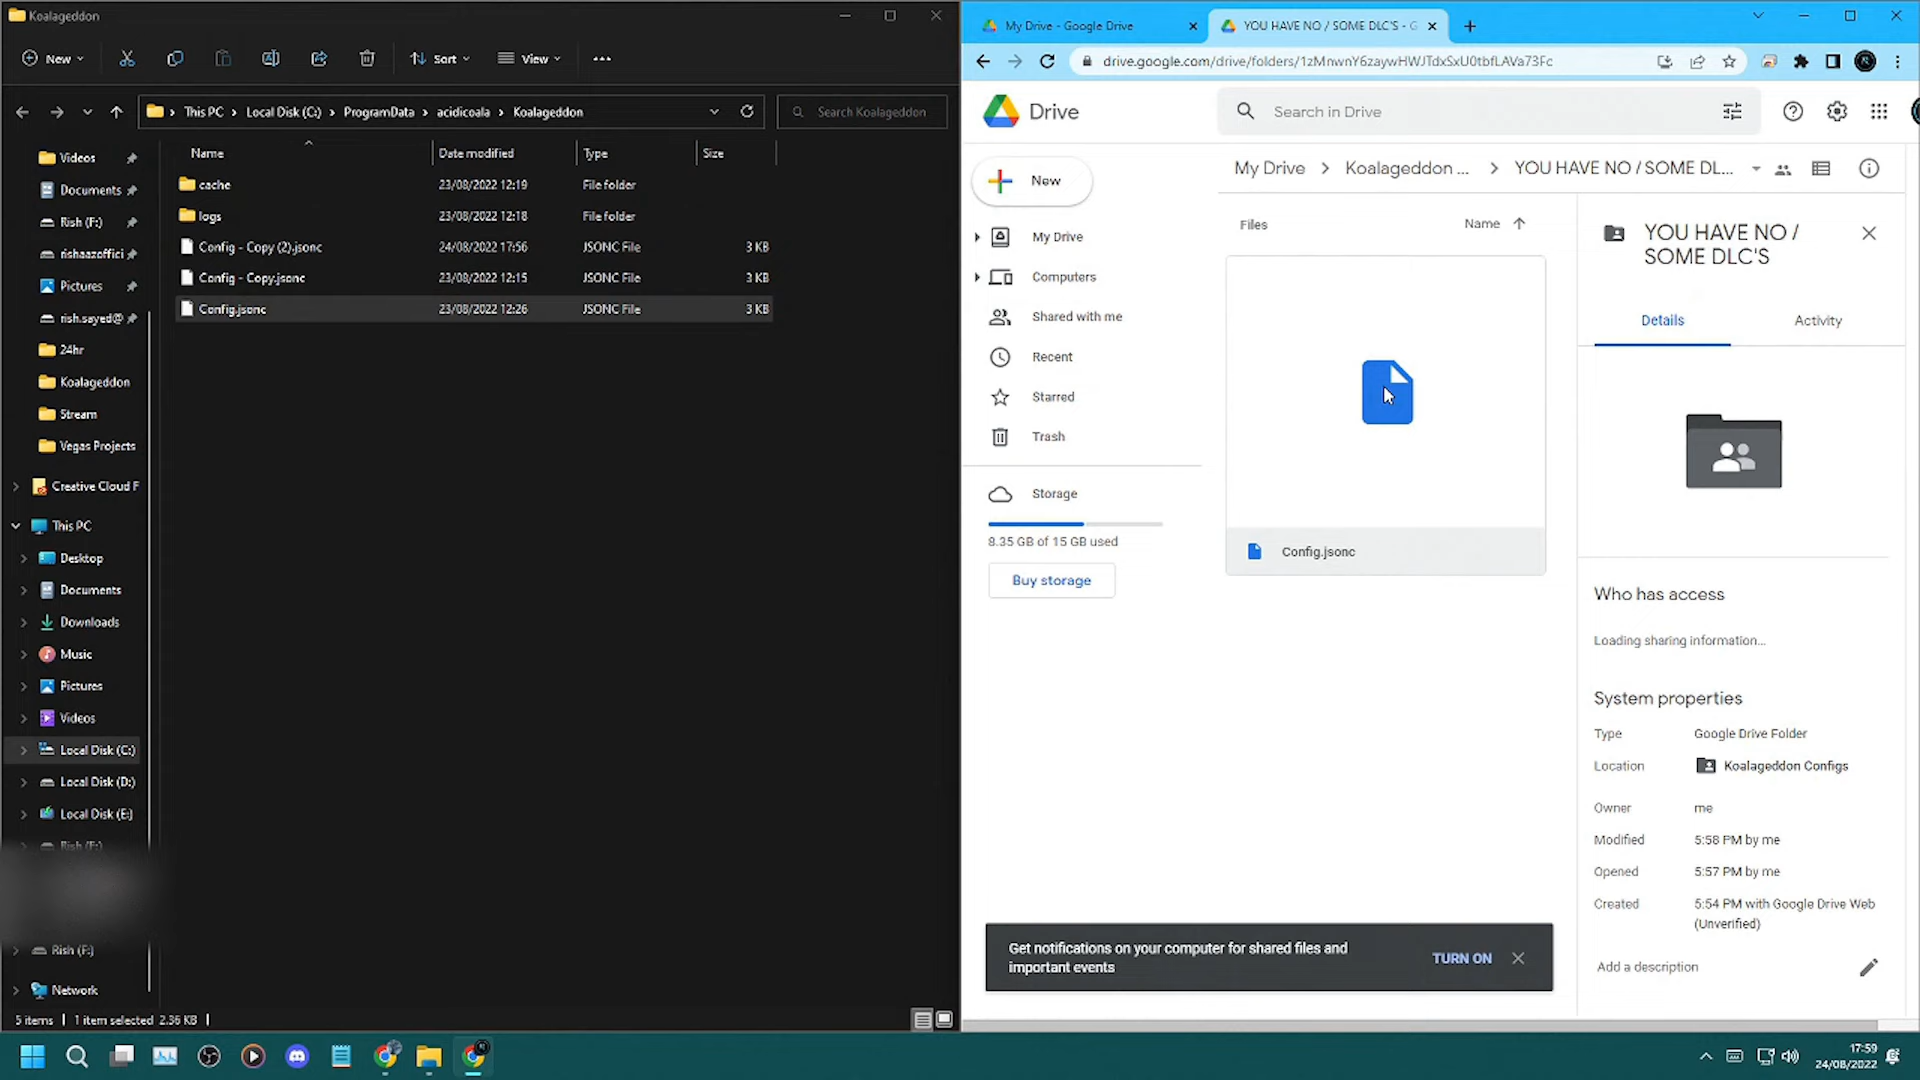 Koalageddon
New
Sort
View
This PC
Local Disk (C:)
ProgramData
acidicoala
Koalageddon
Search Koalageddon
Name
Date modified
Type
Size
cache
23/08/2022 12:19
File folder
logs
23/08/2022 12:18
File folder
Config - Copy (2).jsonc
24/08/2022 17:56
JSONC File
3 KB
Config - Copy.jsonc
23/08/2022 12:15
JSONC File
3 KB
Config.jsonc
23/08/2022 12:26
JSONC File
3 KB
Videos
Documents
Rish (F:)
rishaazoffici
Pictures
rish.sayed@
24hr
Koalageddon
Stream
Vegas Projects
Creative Cloud F
This PC
Desktop
Documents
Downloads
Music
Pictures
Videos
Local Disk (C:)
Local Disk (D:)
Local Disk (E:)
Rish (F:)
Rish (F:)
Network
5 items
1 item selected 2.36 KB
My Drive - Google Drive
YOU HAVE NO / SOME DLC'S - G
drive.google.com/drive/folders/1zMnwnY6zaywHWJTdxSxU0tbfLAVa73Fc
Drive
Search in Drive
New
My Drive
Koalageddon ...
YOU HAVE NO / SOME DL...
My Drive
Computers
Shared with me
Recent
Starred
Trash
Storage
8.35 GB of 15 GB used
Buy storage
Files
Name
Config.jsonc
YOU HAVE NO /
SOME DLC'S
Details
Activity
Who has access
Loading sharing information...
System properties
Type
Google Drive Folder
Location
Koalageddon Configs
Owner
me
Modified
5:58 PM by me
Opened
5:57 PM by me
Created
5:54 PM with Google Drive Web
(Unverified)
Add a description
Get notifications on your computer for shared files and
important events
TURN ON
17:59
24/08/2022